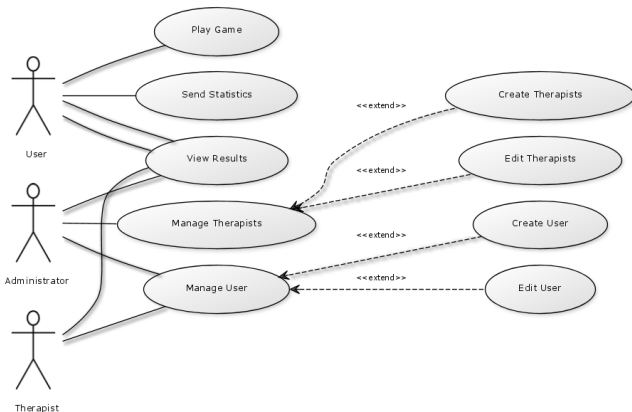 Play Game
Send Statistics
<<extend>>
Create Therapists
User
View Results
<<extend>>
Edit Therapists
Manage Therapists
<<extend>>
Create User
Administrator
Manage User
<<extend>>
Edit User
Therapist